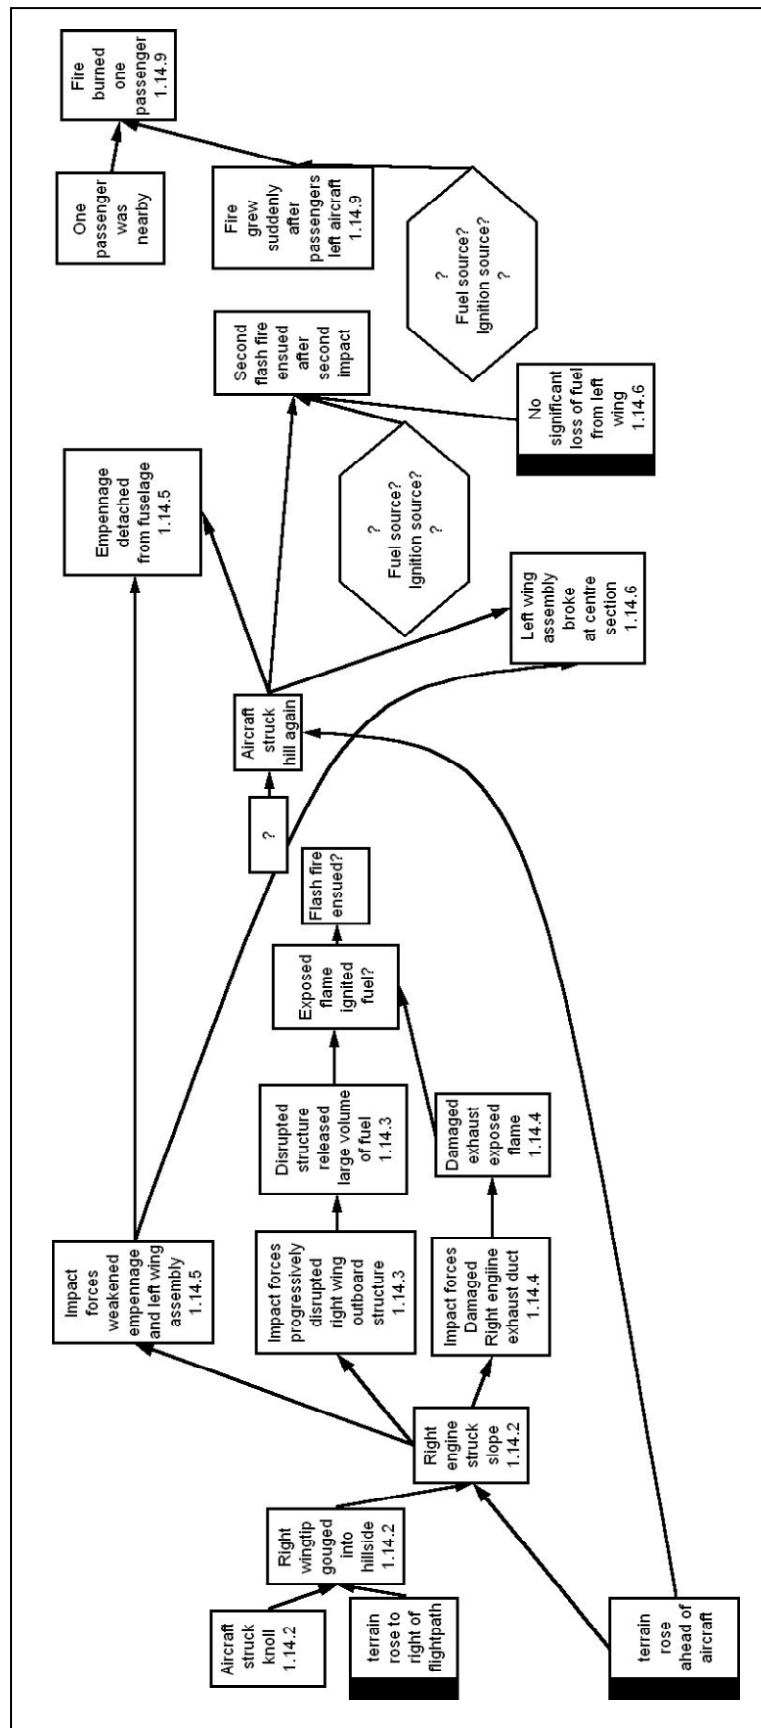 Aircraft
struck
knoll
1.14.2
terrain
rose to
right of
flightpath
terrain
rose
ahead of
aircraft
Right
wingtip
gouged
into
hillside
1.14.2
Right
engine
struck
slope
1.14.2
Impact
forces
weakened
empennage
and left wing
assembly
1.14.5
Impact forces
progressively
disrupted
right wing
outboard
structure
1.14.3
Impact forces
Damaged
Right engiine
exhaust duct
1.14.4
Disrupted
structure
released
large volume
of fuel
1.14.3
Damaged
exhaust
exposed
flame
1.14.4
Exposed
flame
ignited
fuel?
Flash fire
ensued?
?
Aircraft
struck
hill again
Empennage
detached
from fuselage
1.14.5
Left wing
assembly
broke
at centre
section
1.14.6
?
Fuel source?
Ignition source?
?
Second
flash fire
ensued
after
second
impact
No
significant
loss of fuel
from left
wing
1.14.6
?
Fuel source?
Ignition source?
?
One
passenger
was
nearby
Fire
grew
suddenly
after
passengers
left aircraft
1.14.9
Fire
burned
one
passenger
1.14.9